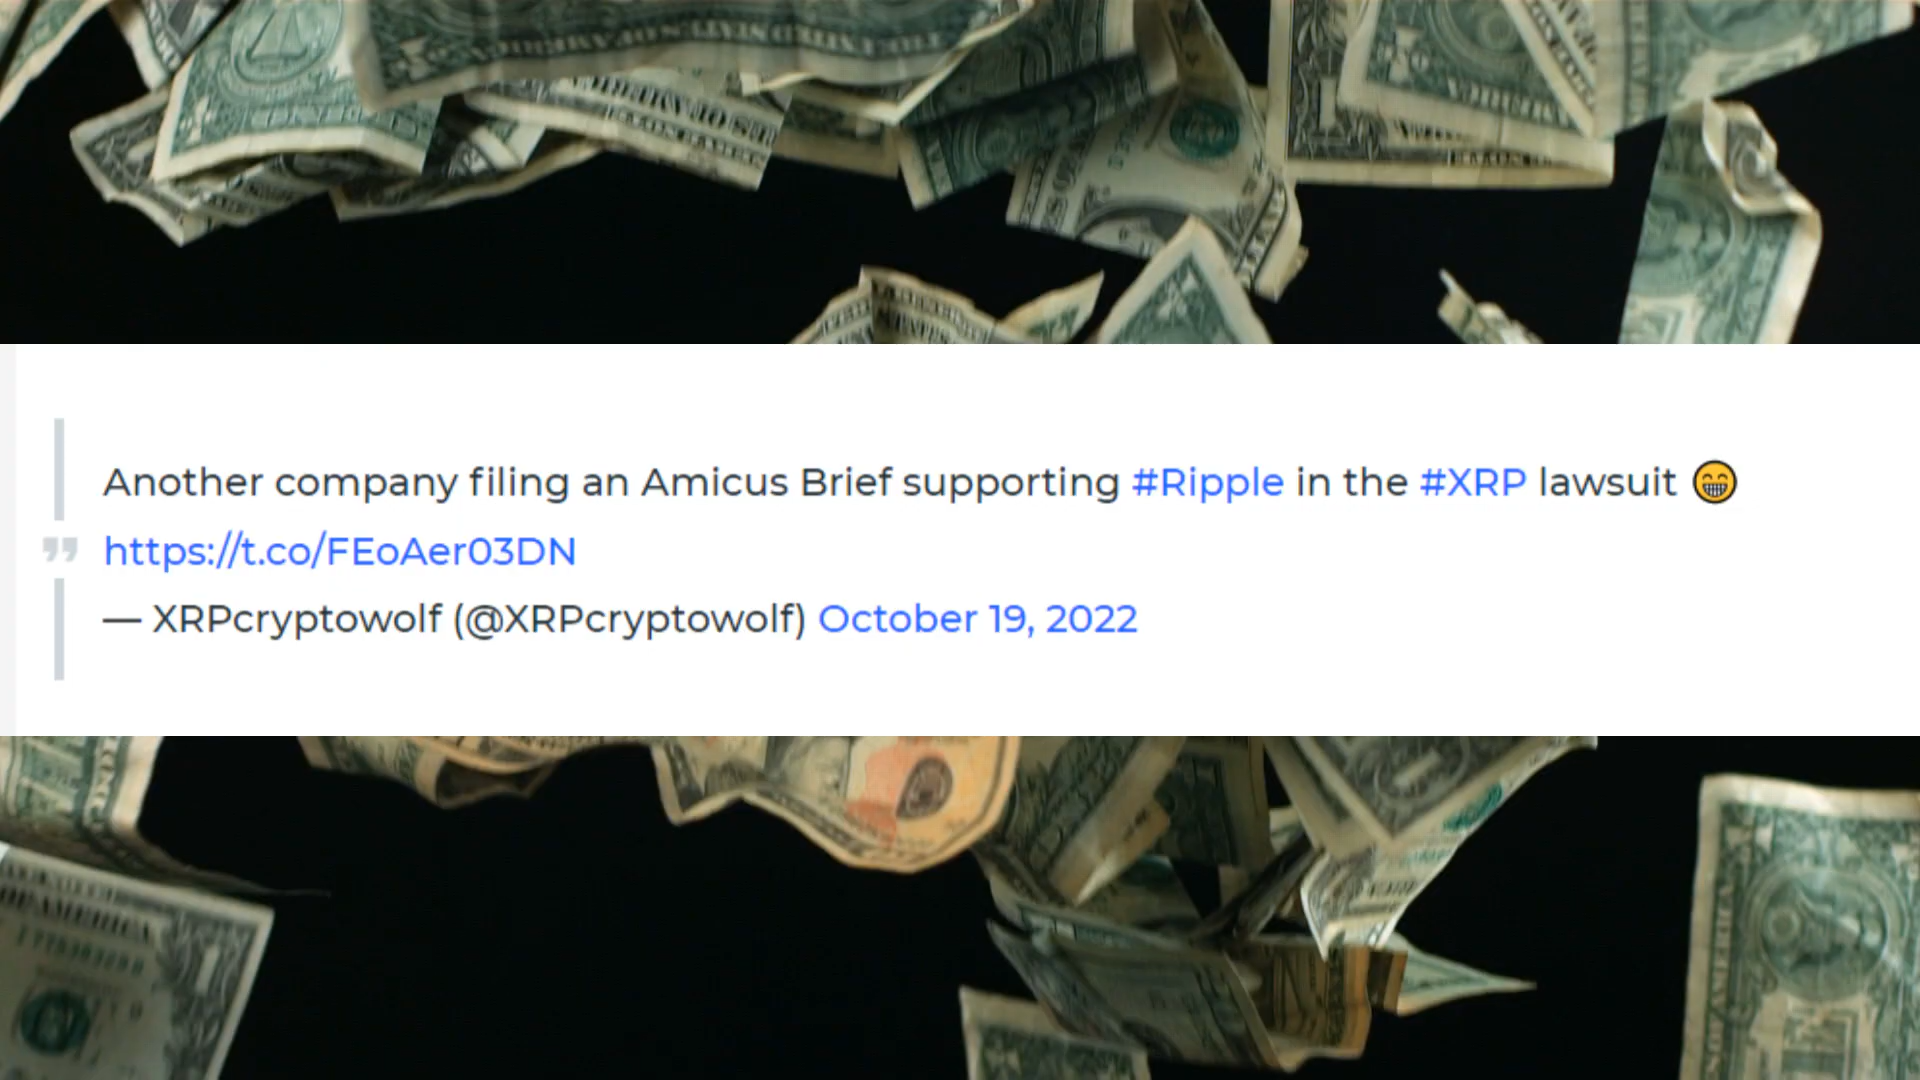 Another company filing an Amicus Brief supporting #Ripple in the #XRP lawsuit 😁
https://t.co/FEoAer03DN
— XRPcryptowolf (@XRPcryptowolf) October 19, 2022